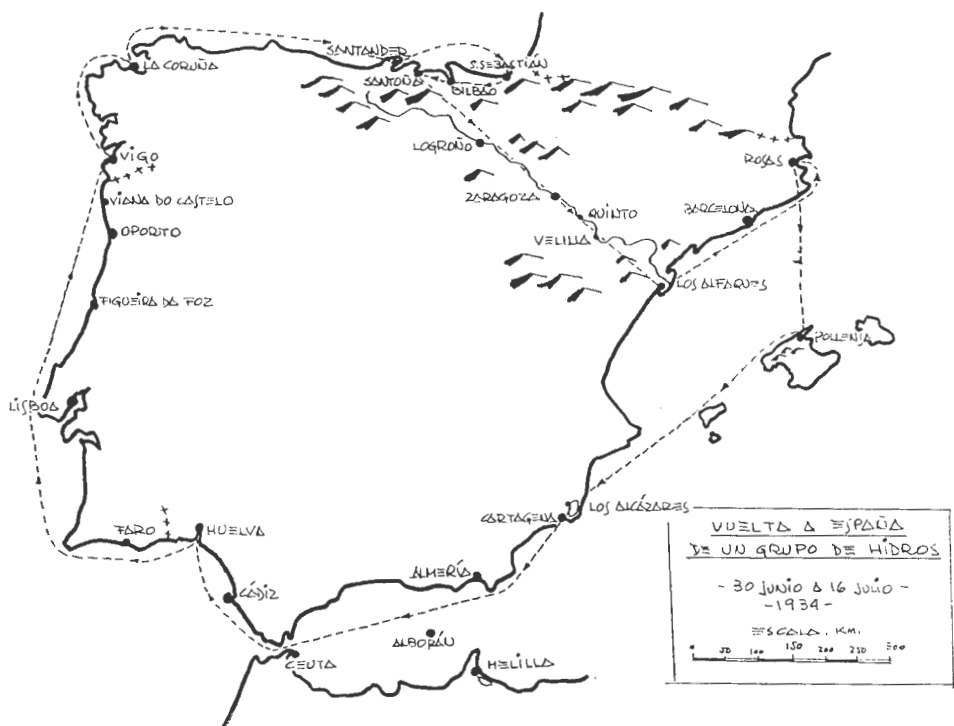 SANTANDER
LA CORUÑA
SANTOÑA
BILBAO
S.SEBASTIÁN
LOGROÑO
VIGO
ROSAS
VIANA DO CASTELO
ZARAGOZA
QUINTO
BARCELONA
OPORTO
VELILLA
LOS ALFAQUES
FIGUEIRA DA FOZ
POLLENSA
LISBOA
LOS ALCÁZARES
CARTAGENA
FARO
HUELVA
ALMERÍA
CÁDIZ
ALBORÁN
CEUTA
MELILLA
VUELTA A ESPAÑA
DE UN GRUPO DE HIDROS
- 30 JUNIO A 16 JULIO -
- 1934 -
ESCALA . KM.
0 50 100 150 200 250 300